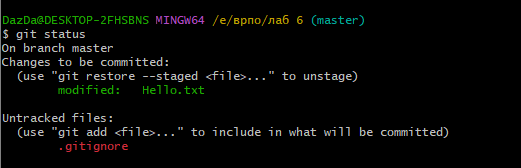 DazDa@DESKTOP-2FHSBNS MINGW64 /e/врпо/лаб 6 (master)
$ git status
On branch master
Changes to be committed:
  (use "git restore --staged <file>..." to unstage)
        modified:   Hello.txt

Untracked files:
  (use "git add <file>..." to include in what will be committed)
        .gitignore